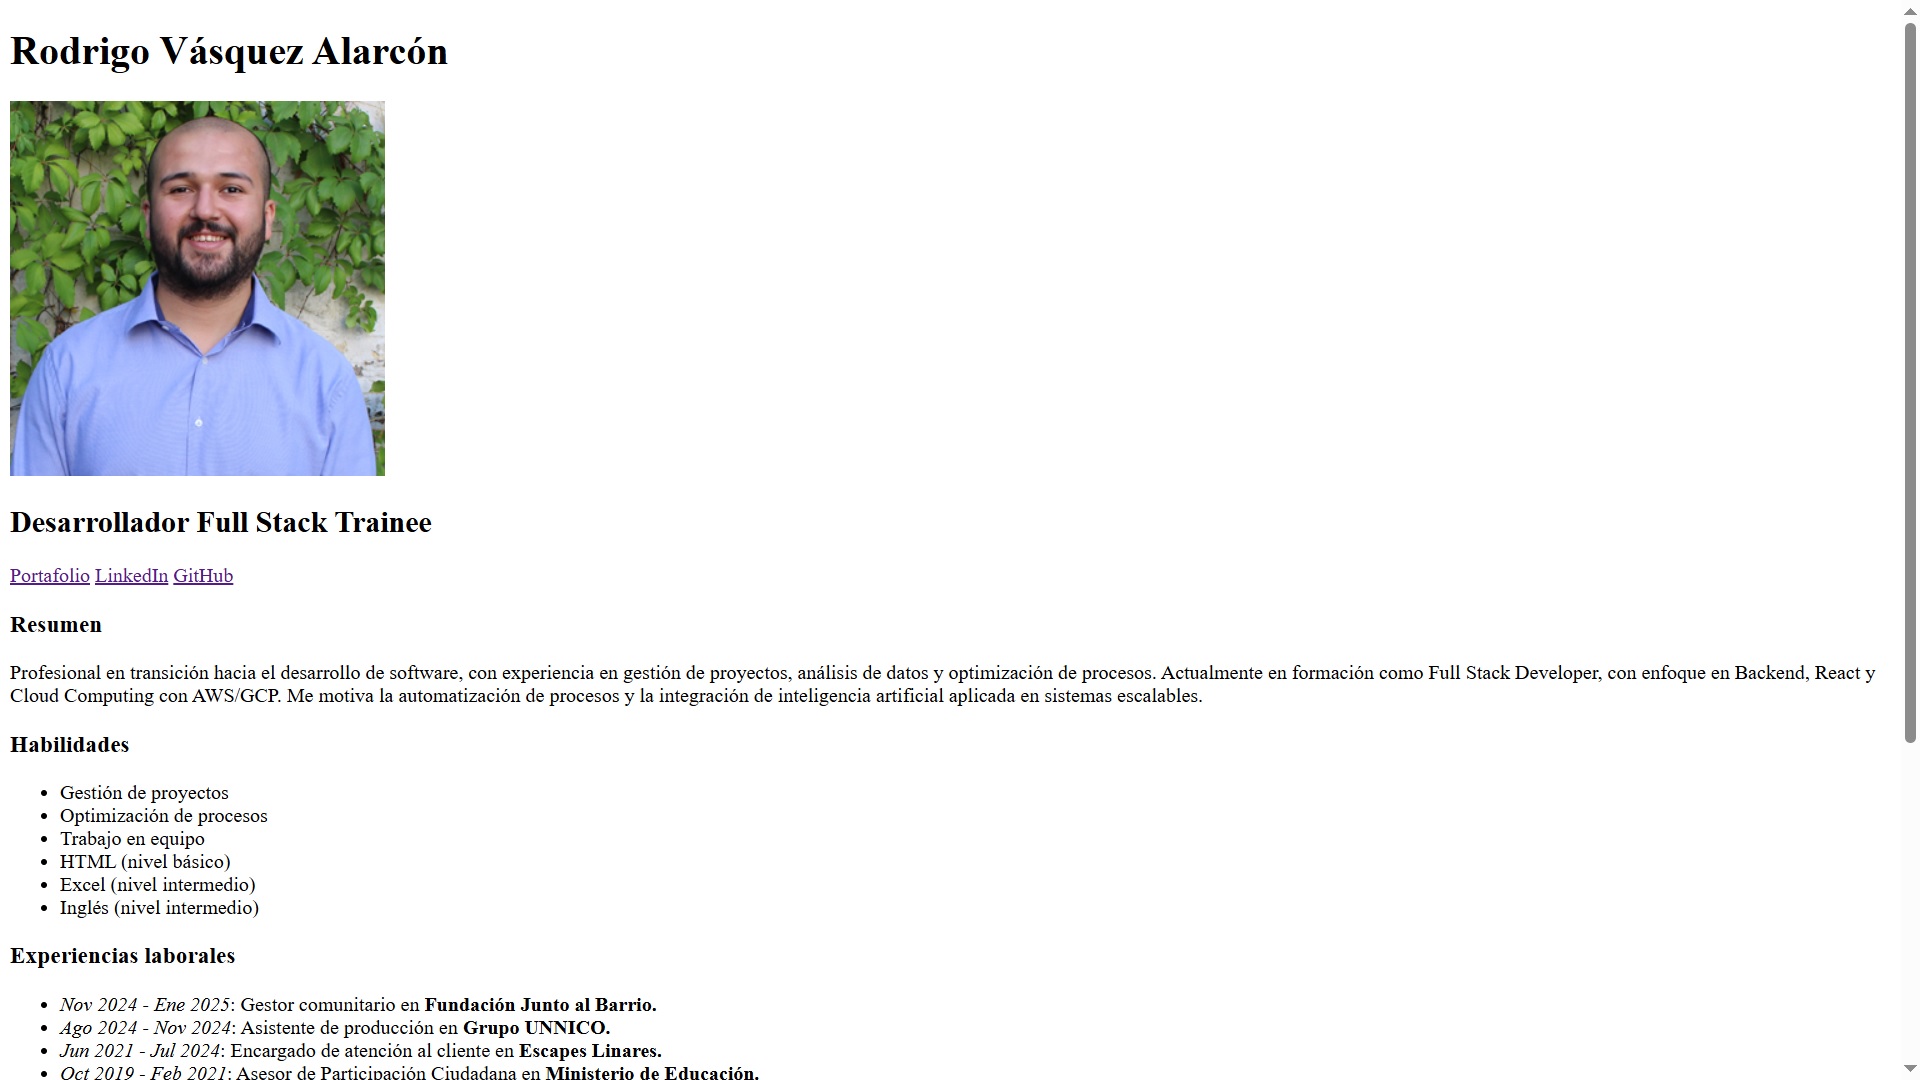 Rodrigo Vásquez Alarcón
Desarrollador Full Stack Trainee
Portafolio LinkedIn GitHub
Resumen
Profesional en transición hacia el desarrollo de software, con experiencia en gestión de proyectos, análisis de datos y optimización de procesos. Actualmente en formación como Full Stack Developer, con enfoque en Backend, React y
Cloud Computing con AWS/GCP. Me motiva la automatización de procesos y la integración de inteligencia artificial aplicada en sistemas escalables.
Habilidades
• Gestión de proyectos
• Optimización de procesos
• Trabajo en equipo
• HTML (nivel básico)
• Excel (nivel intermedio)
• Inglés (nivel intermedio)
Experiencias laborales
• Nov 2024 - Ene 2025: Gestor comunitario en Fundación Junto al Barrio.
• Ago 2024 - Nov 2024: Asistente de producción en Grupo UNNICO.
• Jun 2021 - Jul 2024: Encargado de atención al cliente en Escapes Linares.
• Oct 2019 - Feb 2021: Asesor de Participación Ciudadana en Ministerio de Educación.